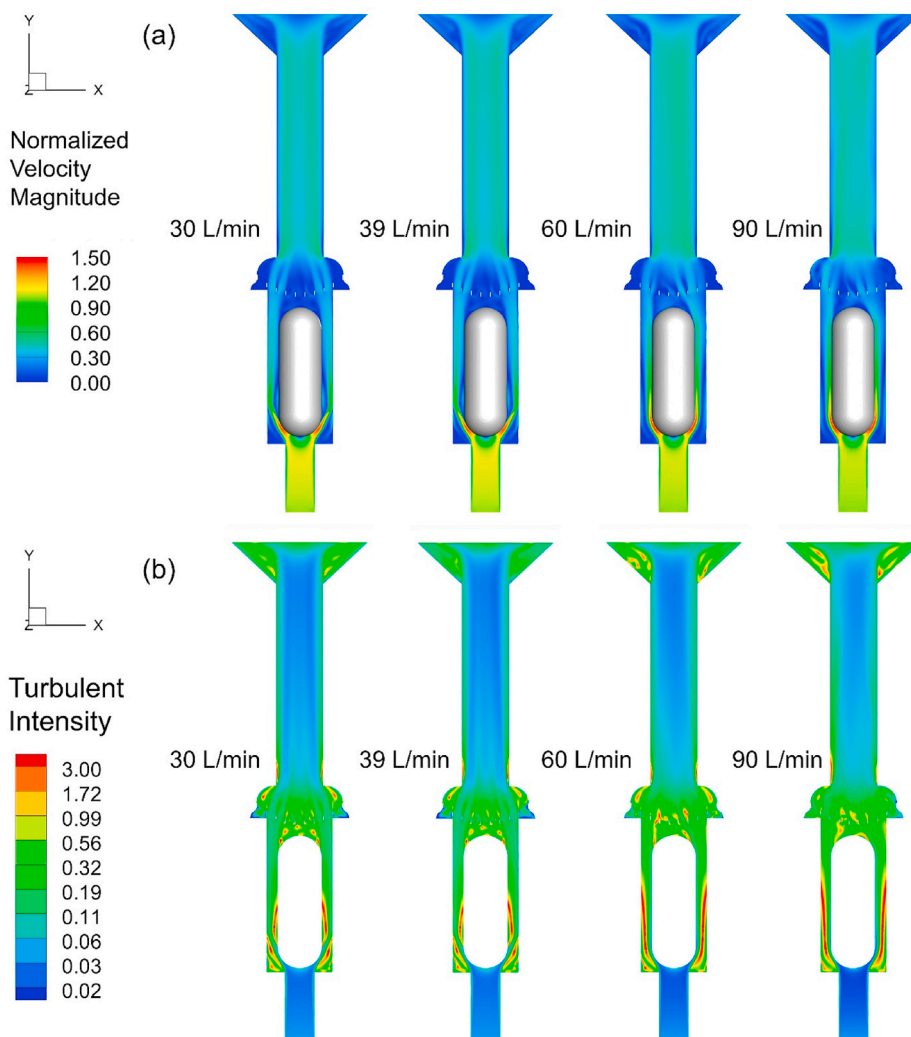 Y
(a)
Z
X
Normalized
Velocity
Magnitude
30 L/min
39 L/min
60 L/min
90 L/min
1.50
1.20
0.90
0.60
0.30
0.00
Y
(b)
Z
X
Turbulent
Intensity
30 L/min
39 L/min
60 L/min
90 L/min
3.00
1.72
0.99
0.56
0.32
0.19
0.11
0.06
0.03
0.02